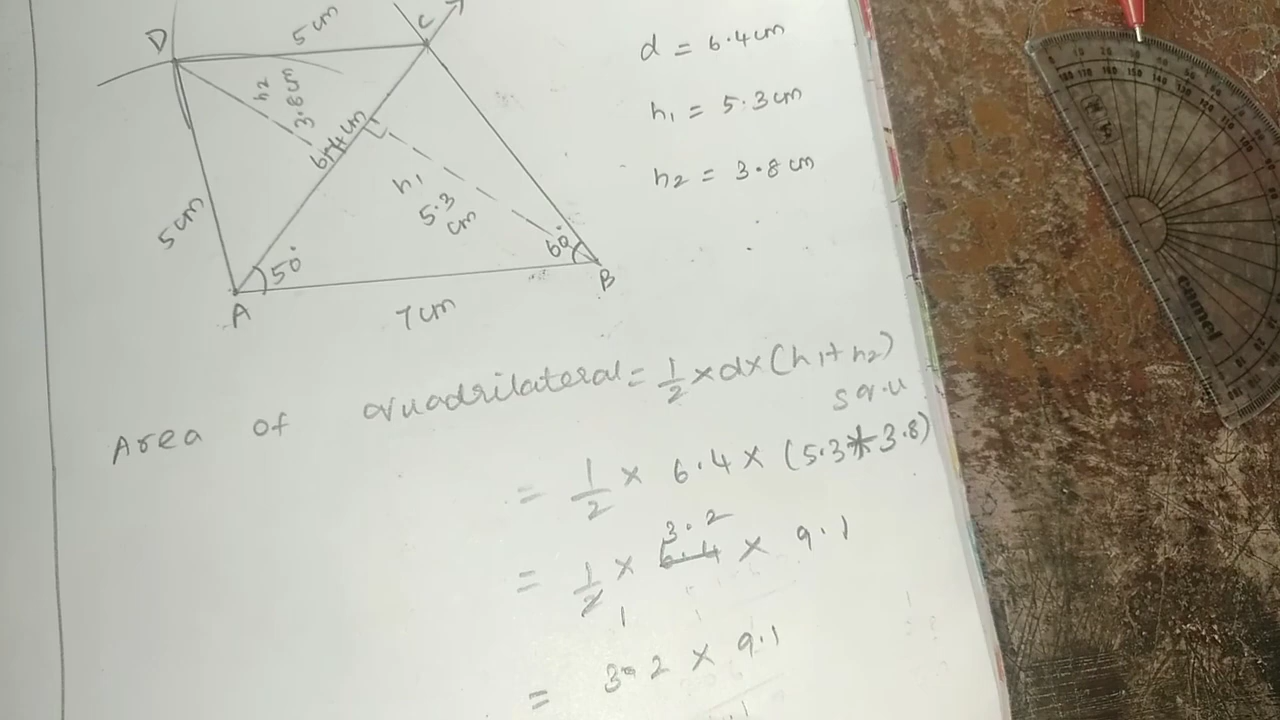 D 5 cm C
h2 3.8 cm
6.4 cm
h1 5.3 cm
5 cm
50°
60°
A B
7 cm
d = 6.4 cm
h1 = 5.3 cm
h2 = 3.8 cm
Area of quadrilateral = 1/2 × d × (h1 + h2)
sq.u
= 1/2 × 6.4 × (5.3 + 3.8)
3.2
= 1/2 × 6.4 × 9.1
1
= 3.2 × 9.1
camel